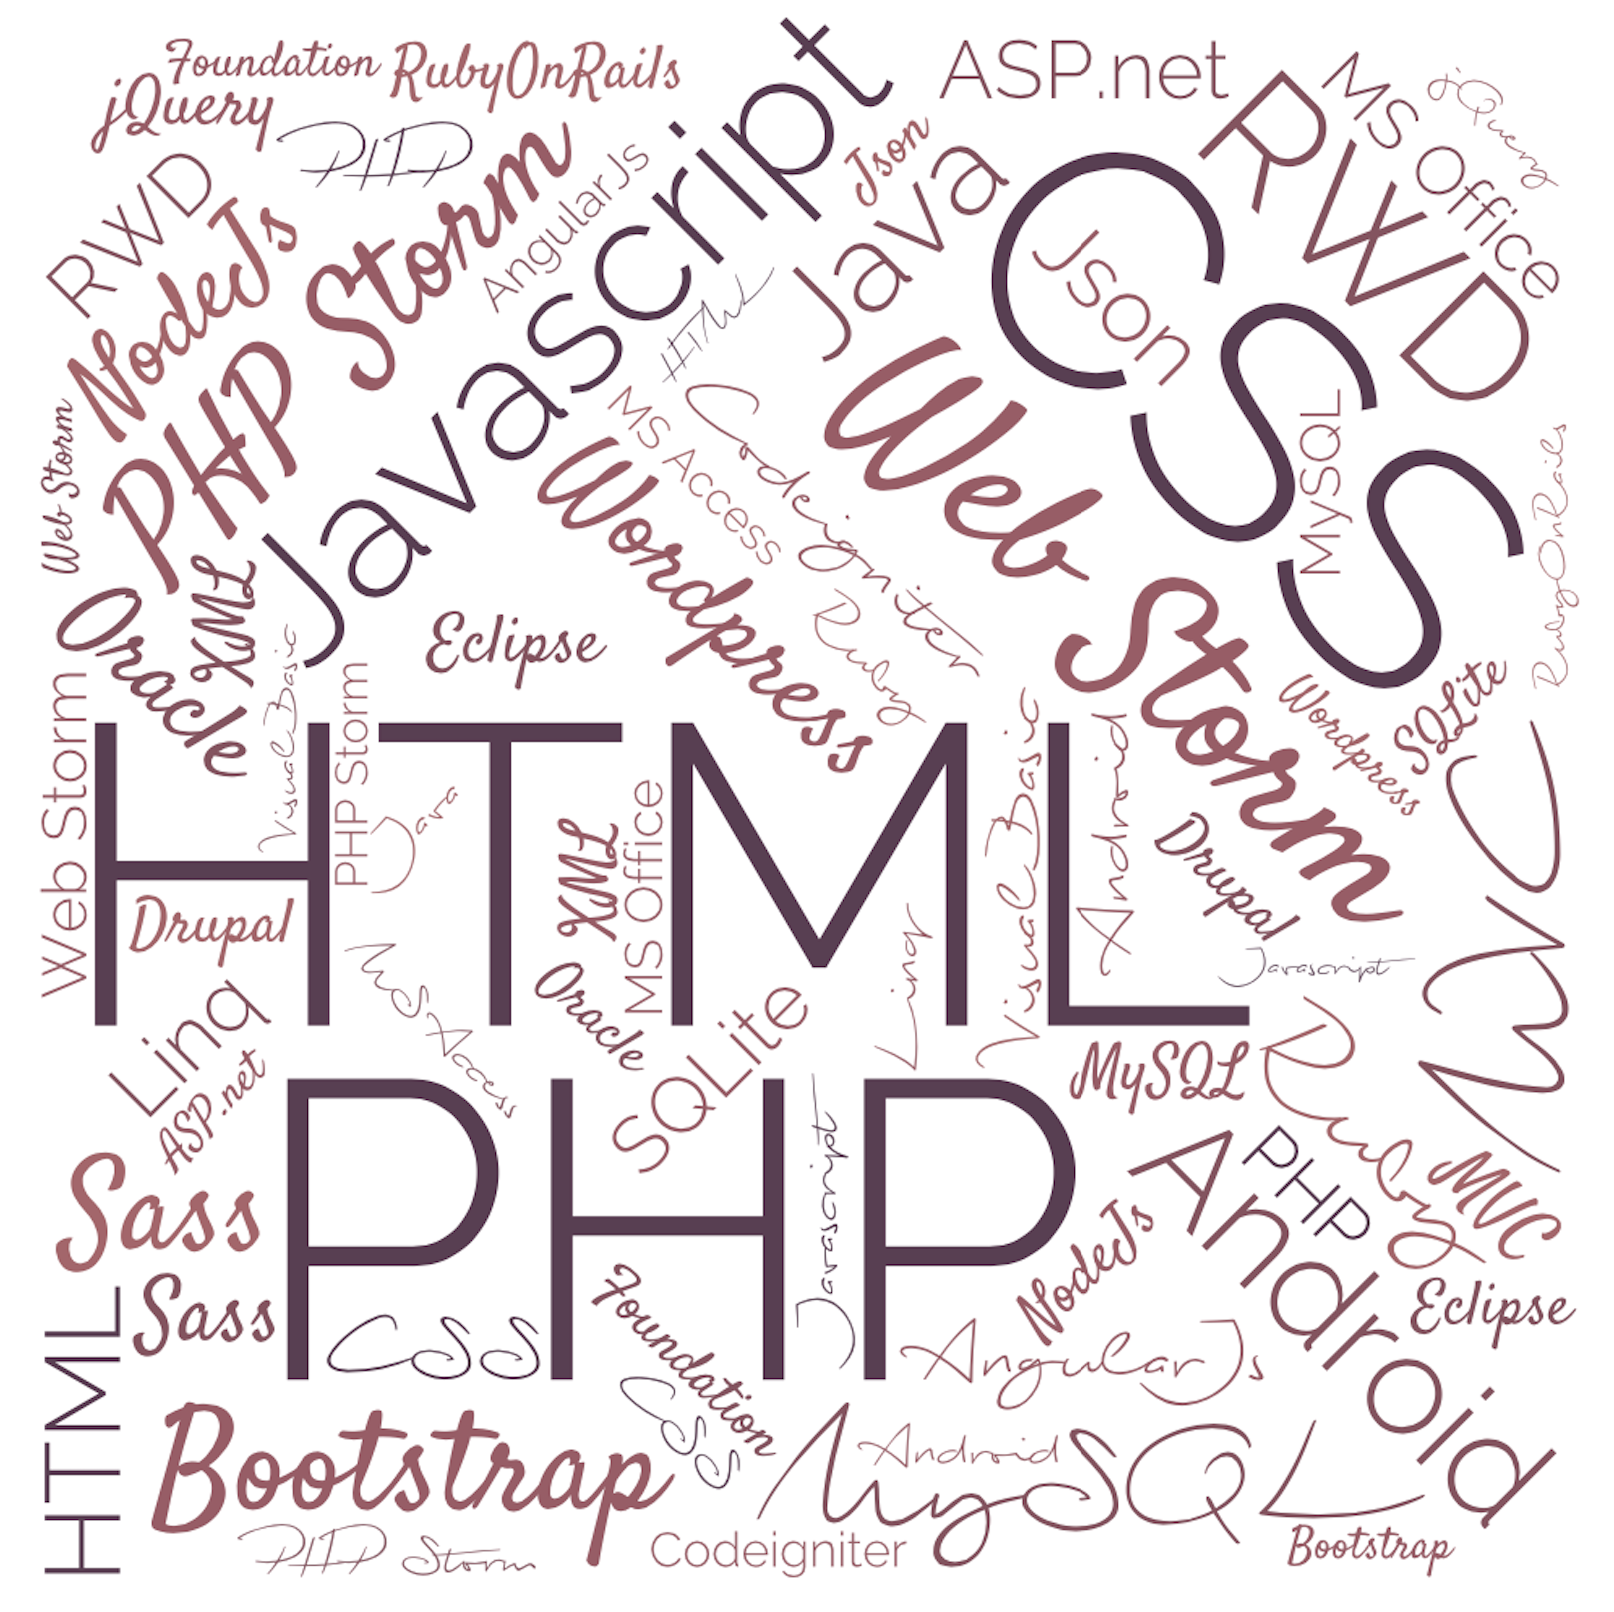 Foundation
RubyOnRails
jQuery
PHP
ASP.net
MS Office
jQuery
RWD
Javascript
Json
Java
RWD
NodeJs
PHP Storm
AngularJs
HTML
CSS
Json
Web Storm
MS Access
Codeigniter
Web Storm
MySQL
RubyOnRails
Wordpress
XML
Oracle
Eclipse
Ruby
Visual Basic
PHP Storm
Web Storm
Wordpress
SQLite
HTML
Java
XML
MS Office
Visual Basic
Android
Drupal
MVC
Drupal
Javascript
Linq
MS Access
Oracle
SQLite
Linq
ASP.net
MySQL
Ruby
PHP
Javascript
Android
PHP
MVC
Sass
NodeJs
Sass
CSS
Foundation
AngularJs
Eclipse
HTML
Bootstrap
CSS
Android
MySQL
PHP Storm
Codeigniter
Bootstrap